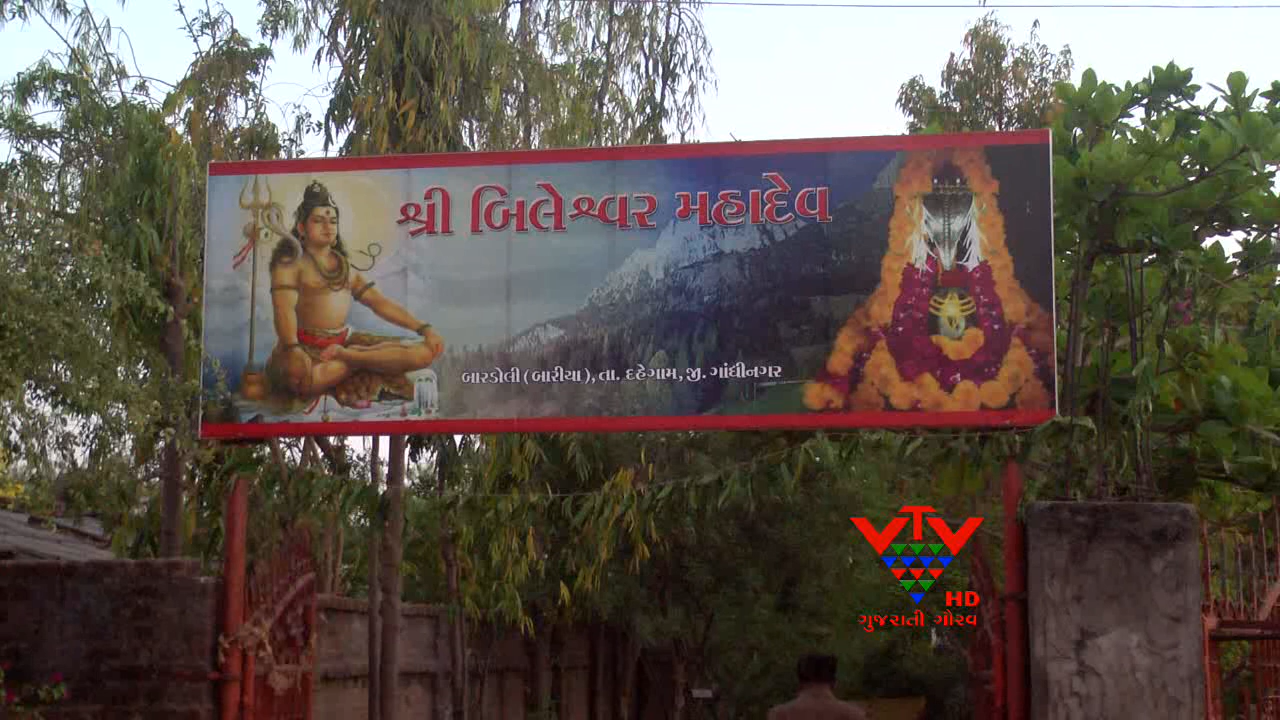 શ્રી બિલેશ્વર મહાદેવ
બારડોલી ( બારીયા ), તા. દહેગામ, જી. ગાંધીનગર
VTV
HD
ગુજરાતી ગૌરવ